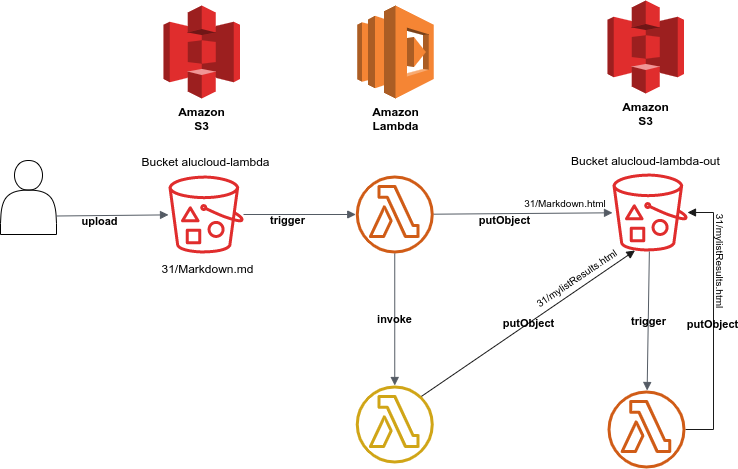 Amazon
S3
Amazon
Lambda
Amazon
S3
Bucket alucloud-lambda
Bucket alucloud-lambda-out
upload
trigger
31/Markdown.html
putObject
31/Markdown.md
31/mylistResults.html
31/mylistResults.html
invoke
putObject
trigger
putObject